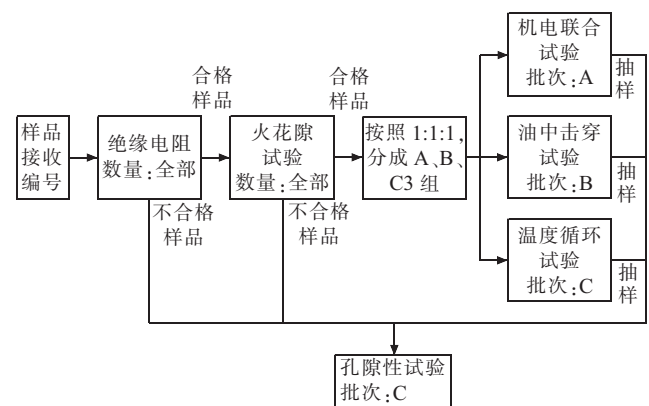 样品
接收
编号
绝缘电阻
数量:全部
合格
样品
不合格
样品
火花隙
试验
数量:全部
合格
样品
不合格
样品
按照 1:1:1,
分成 A、B、
C3 组
机电联合
试验
批次:A
抽
样
油中击穿
试验
批次:B
抽
样
温度循环
试验
批次:C
抽
样
孔隙性试验
批次:C